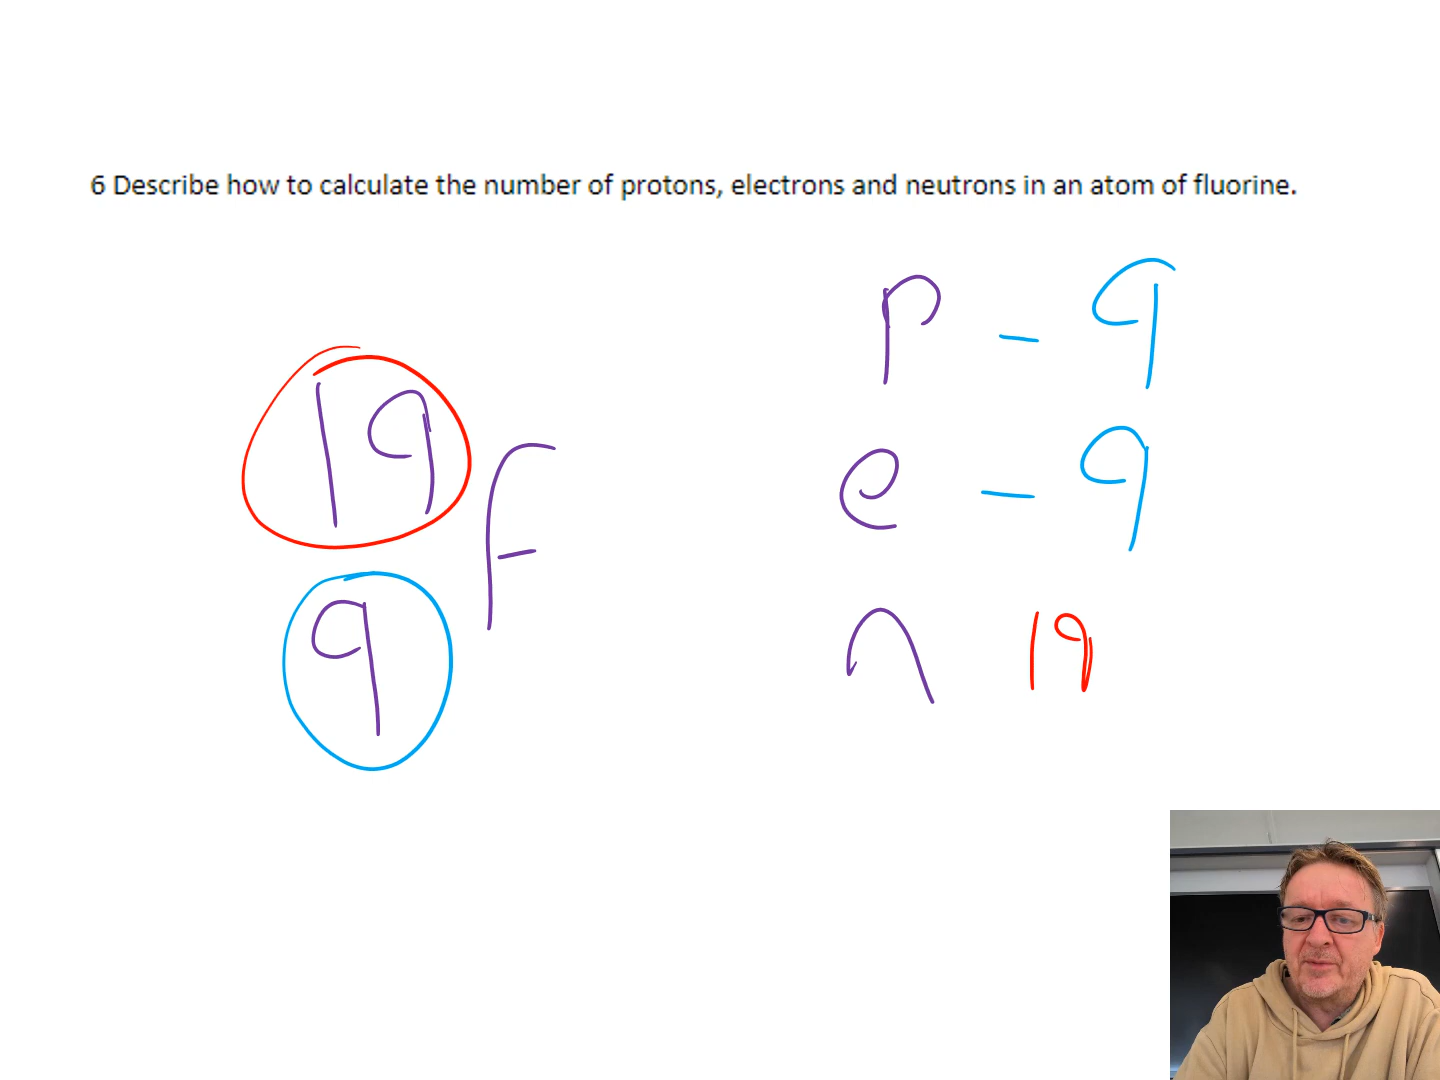 6 Describe how to calculate the number of protons, electrons and neutrons in an atom of fluorine.
19
F
9
p - 9
e - 9
n 19